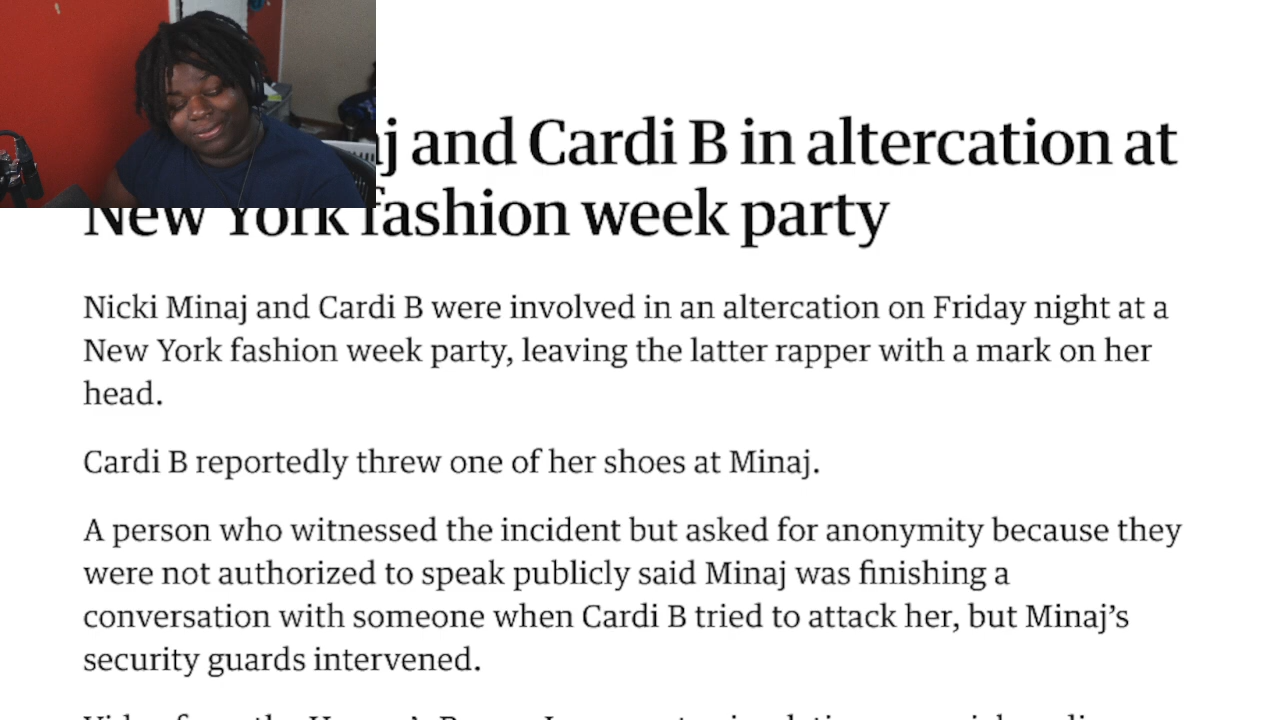 j and Cardi B in altercation at
New York fashion week party
Nicki Minaj and Cardi B were involved in an altercation on Friday night at a
New York fashion week party, leaving the latter rapper with a mark on her
head.
Cardi B reportedly threw one of her shoes at Minaj.
A person who witnessed the incident but asked for anonymity because they
were not authorized to speak publicly said Minaj was finishing a
conversation with someone when Cardi B tried to attack her, but Minaj’s
security guards intervened.